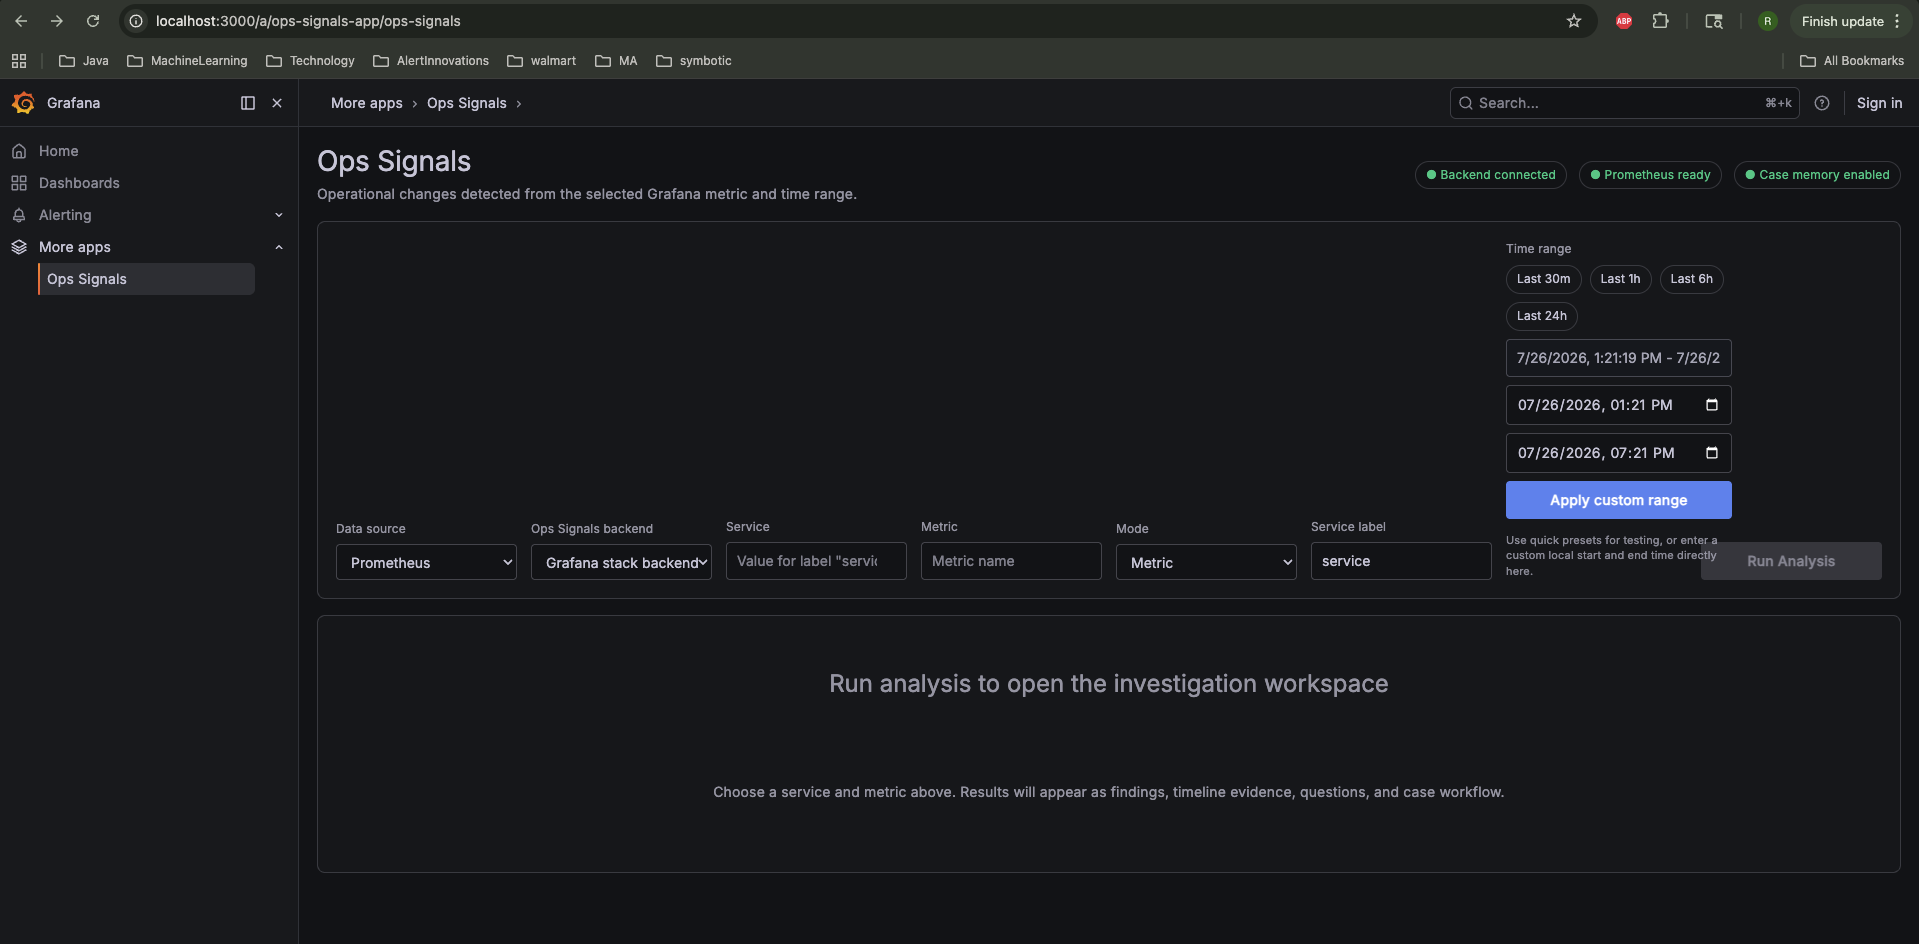 localhost:3000/a/ops-signals-app/ops-signals
ABP
R
Finish update
Java
MachineLearning
Technology
AlertInnovations
walmart
MA
symbotic
All Bookmarks
Grafana
More apps › Ops Signals ›
Search...
⌘+k
Sign in
Home
Dashboards
Alerting
More apps
Ops Signals
Ops Signals
Operational changes detected from the selected Grafana metric and time range.
Backend connected
Prometheus ready
Case memory enabled
Time range
Last 30m
Last 1h
Last 6h
Last 24h
7/26/2026, 1:21:19 PM - 7/26/2
07/26/2026, 01:21 PM
07/26/2026, 07:21 PM
Apply custom range
Use quick presets for testing, or enter a
custom local start and end time directly
here.
Data source
Prometheus
Ops Signals backend
Grafana stack backend
Service
Value for label "servic
Metric
Metric name
Mode
Metric
Service label
service
Run Analysis
Run analysis to open the investigation workspace
Choose a service and metric above. Results will appear as findings, timeline evidence, questions, and case workflow.